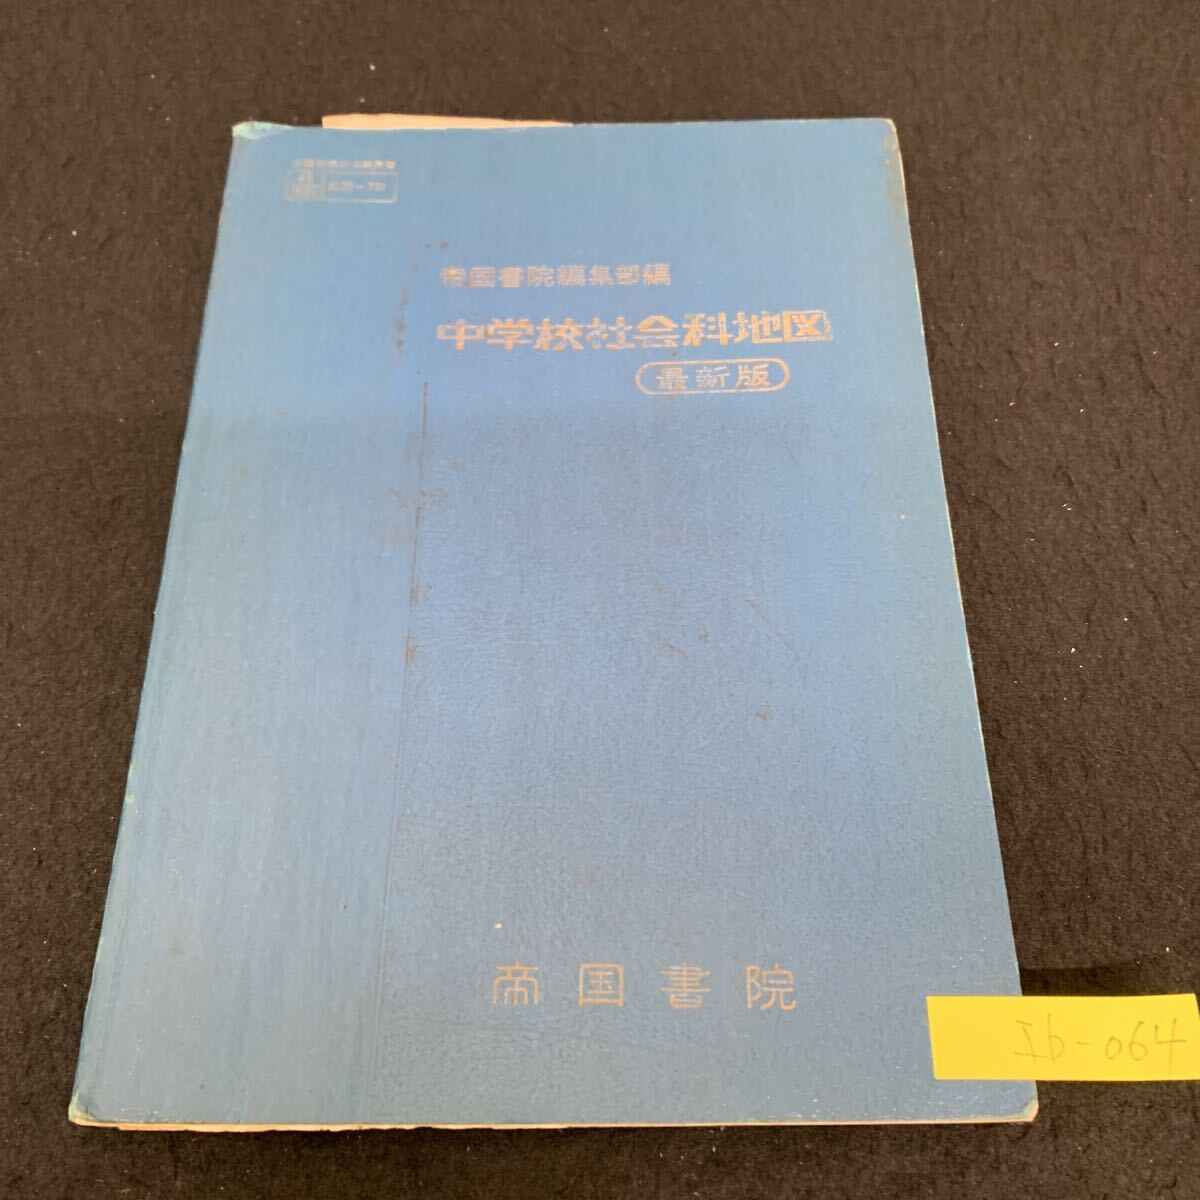 帝国書院編集部編
中学校社会科地図
最新版
帝国書院
Ib-064